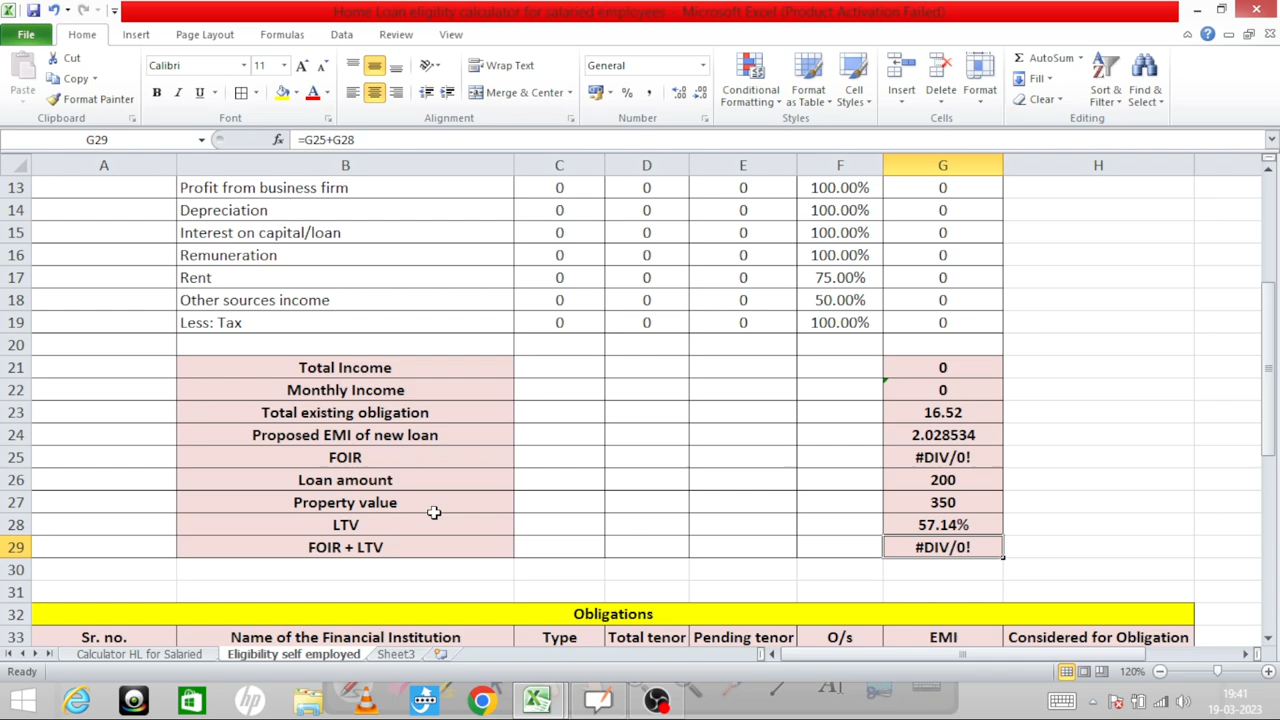 Home Loan eligility calculator for salaried employees - Microsoft Excel (Product Activation Failed)
File Home Insert Page Layout Formulas Data Review View
Paste Cut Copy Format Painter Clipboard
Calibri 11 A A B I U A Font
Wrap Text Merge & Center Alignment
General % , Number
Conditional Formatting Format as Table Cell Styles Styles
Insert Delete Format Cells
Σ AutoSum Fill Clear Sort & Filter Find & Select Editing
G29 fx =G25+G28
A B C D E F G H
13 Profit from business firm 0 0 0 100.00% 0
14 Depreciation 0 0 0 100.00% 0
15 Interest on capital/loan 0 0 0 100.00% 0
16 Remuneration 0 0 0 100.00% 0
17 Rent 0 0 0 75.00% 0
18 Other sources income 0 0 0 50.00% 0
19 Less: Tax 0 0 0 100.00% 0
20
21 Total Income 0
22 Monthly Income 0
23 Total existing obligation 16.52
24 Proposed EMI of new loan 2.028534
25 FOIR #DIV/0!
26 Loan amount 200
27 Property value 350
28 LTV 57.14%
29 FOIR + LTV #DIV/0!
30
31
32 Obligations
33 Sr. no. Name of the Financial Institution Type Total tenor Pending tenor O/s EMI Considered for Obligation
Calculator HL for Salaried Eligibility self employed Sheet3
Ready 120%
19:41
19-03-2023